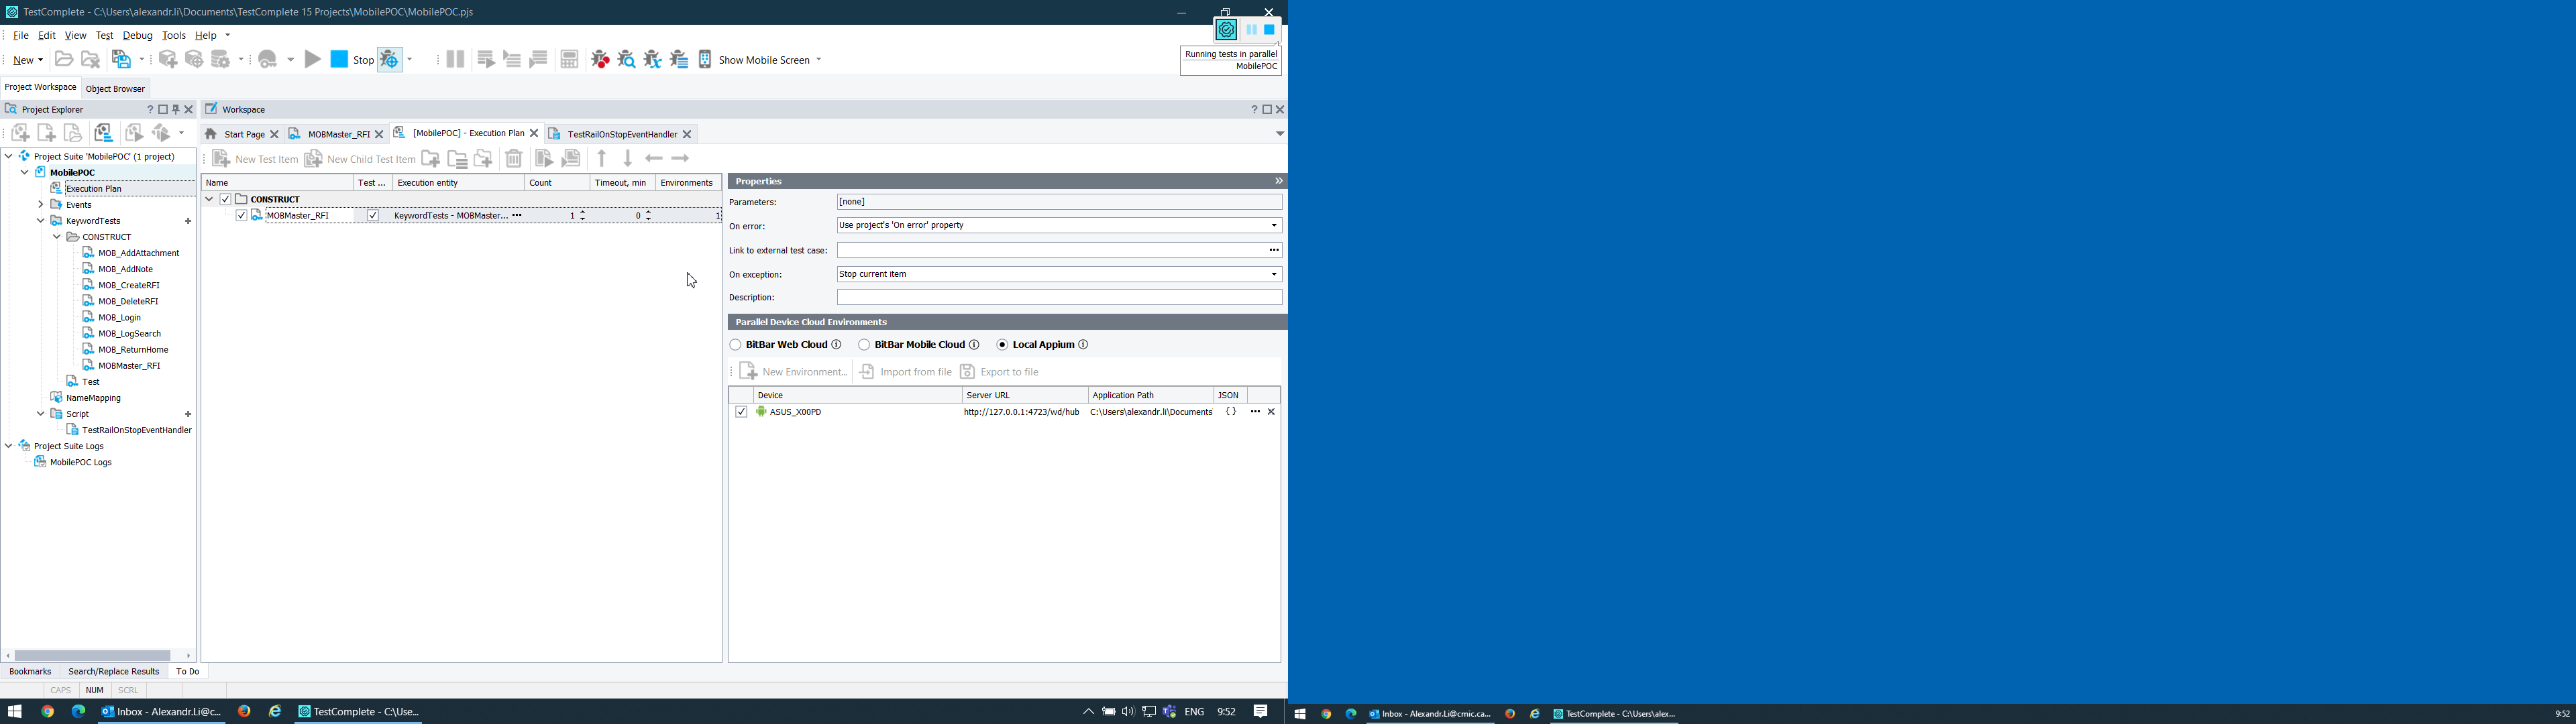 TestComplete - C:\Users\alexandr.li\Documents\TestComplete 15 Projects\MobilePOC\MobilePOC.pjs
File Edit View Test Debug Tools Help
New Stop Show Mobile Screen
Running tests in parallel
MobilePOC
Project Workspace Object Browser
Project Explorer
Workspace
Start Page MOBMaster_RFI [MobilePOC] - Execution Plan TestRailOnStopEventHandler
New Test Item New Child Test Item
Project Suite 'MobilePOC' (1 project)
MobilePOC
Execution Plan
Events
KeywordTests
CONSTRUCT
MOB_AddAttachment
MOB_AddNote
MOB_CreateRFI
MOB_DeleteRFI
MOB_Login
MOB_LogSearch
MOB_ReturnHome
MOBMaster_RFI
Test
NameMapping
Script
TestRailOnStopEventHandler
Project Suite Logs
MobilePOC Logs
Name Test ... Execution entity Count Timeout, min Environments
CONSTRUCT
MOBMaster_RFI KeywordTests - MOBMaster... ••• 1 0 1
Properties
Parameters: [none]
On error: Use project's 'On error' property
Link to external test case:
On exception: Stop current item
Description:
Parallel Device Cloud Environments
BitBar Web Cloud BitBar Mobile Cloud Local Appium
New Environment... Import from file Export to file
Device Server URL Application Path JSON
ASUS_X00PD http://127.0.0.1:4723/wd/hub C:\Users\alexandr.li\Documents { } •••
Bookmarks Search/Replace Results To Do
CAPS NUM SCRL
Inbox - Alexandr.Li@c... TestComplete - C:\Use... ENG 9:52
Inbox - Alexandr.Li@cmic.ca... TestComplete - C:\Users\alex... 9:52